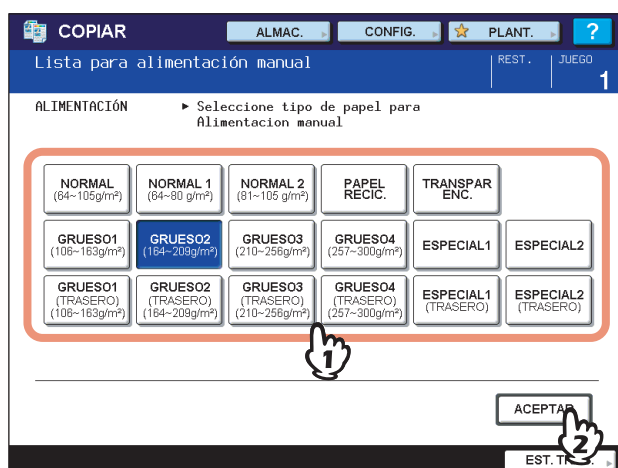 COPIAR ALMAC. CONFIG. PLANT. ?
Lista para alimentación manual REST. JUEGO
1
ALIMENTACIÓN ► Seleccione tipo de papel para
Alimentacion manual
NORMAL NORMAL 1 NORMAL 2 PAPEL TRANSPAR
(64~105g/m²) (64~80 g/m²) (81~105 g/m²) RECIC. ENC.
GRUESO1 GRUESO2 GRUESO3 GRUESO4 ESPECIAL1 ESPECIAL2
(106~163g/m²) (164~209g/m²) (210~256g/m²) (257~300g/m²)
GRUESO1 GRUESO2 GRUESO3 GRUESO4 ESPECIAL1 ESPECIAL2
(TRASERO) (TRASERO) (TRASERO) (TRASERO) (TRASERO) (TRASERO)
(106~163g/m²) (164~209g/m²) (210~256g/m²) (257~300g/m²)
1
ACEPTAR
2
EST.